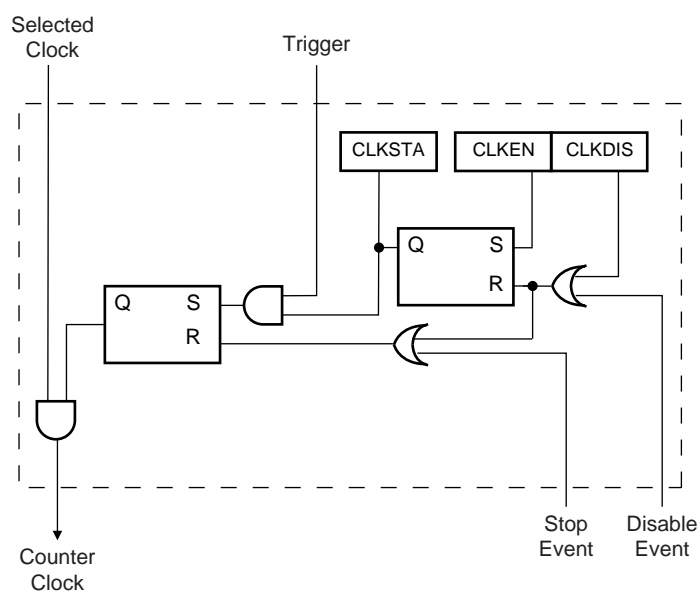 Selected
Clock
Trigger
CLKSTA
CLKEN
CLKDIS
Q
S
R
Q
S
R
Stop
Event
Disable
Event
Counter
Clock